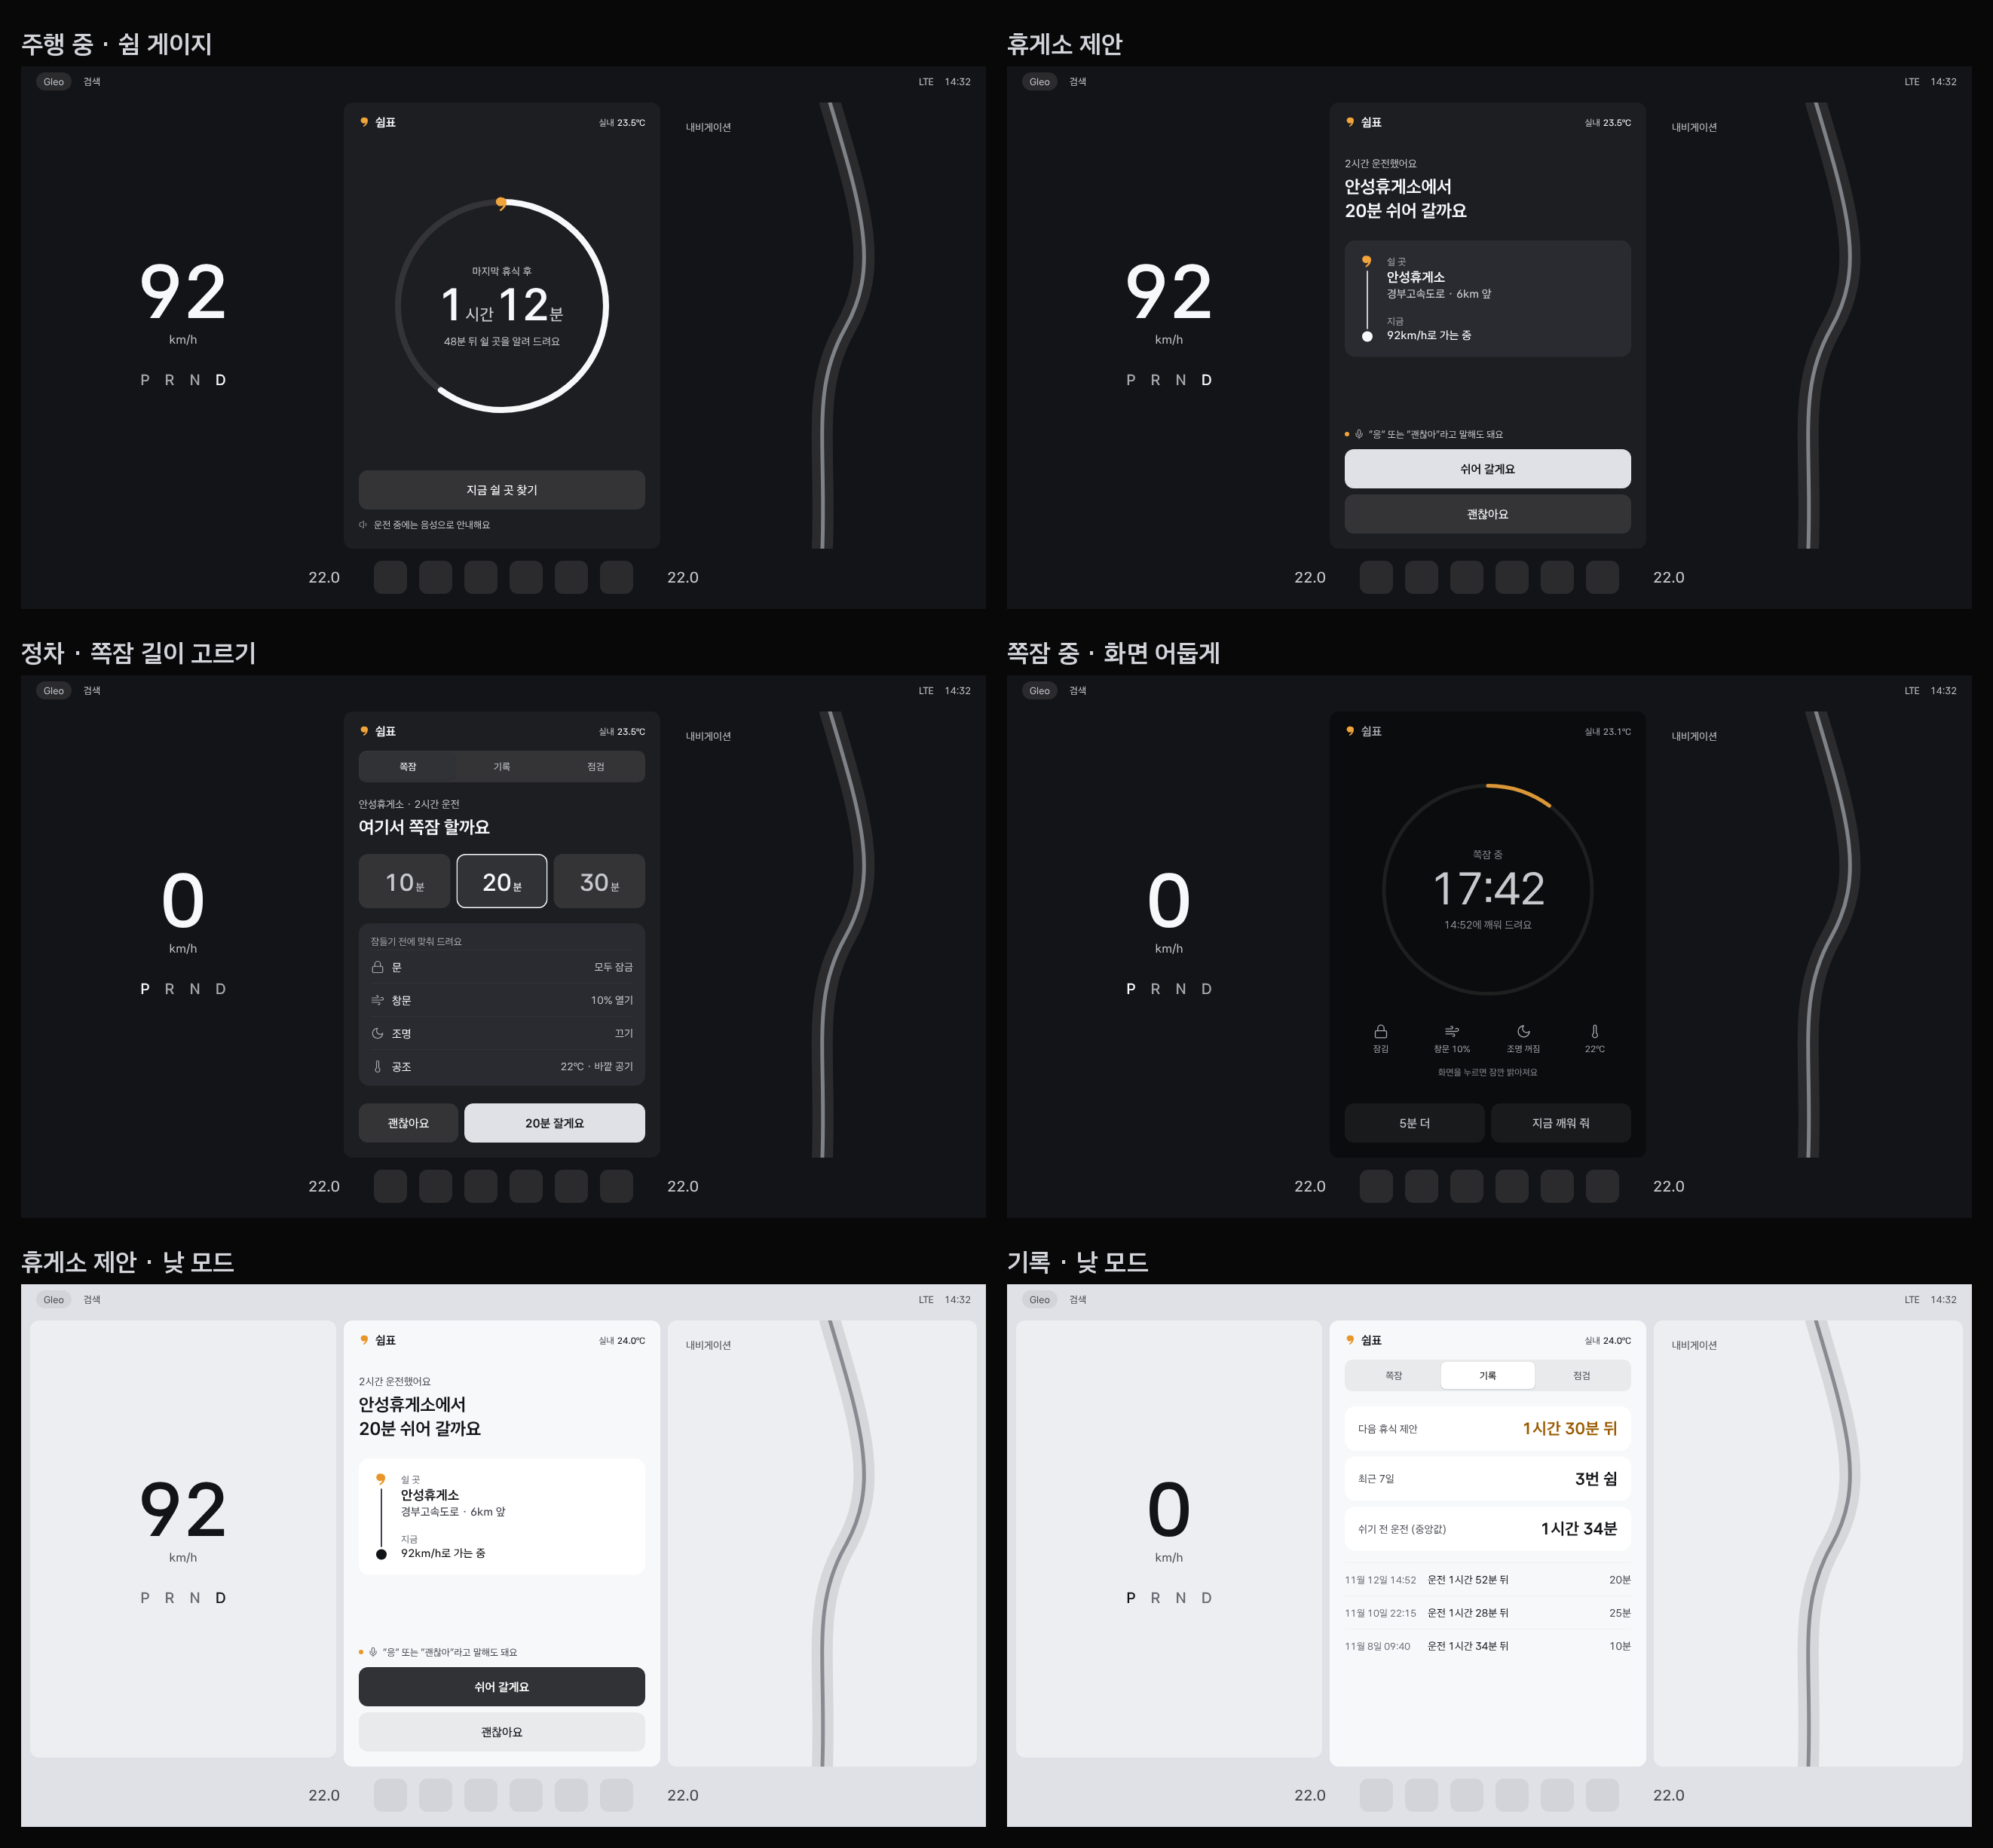 주행 중 · 쉼 게이지
Gleo 검색
LTE 14:32
쉼표
실내 23.5°C
내비게이션
마지막 휴식 후
1시간 12분
48분 뒤 쉴 곳을 알려 드려요
92
km/h
P R N D
지금 쉴 곳 찾기
운전 중에는 음성으로 안내해요
22.0
22.0
휴게소 제안
Gleo 검색
LTE 14:32
쉼표
실내 23.5°C
내비게이션
2시간 운전했어요
안성휴게소에서
20분 쉬어 갈까요
쉴 곳
안성휴게소
경부고속도로 · 6km 앞
지금
92km/h로 가는 중
92
km/h
P R N D
"응" 또는 "괜찮아"라고 말해도 돼요
쉬어 갈게요
괜찮아요
22.0
22.0
정차 · 쪽잠 길이 고르기
Gleo 검색
LTE 14:32
쉼표
실내 23.5°C
내비게이션
쪽잠 기록 점검
안성휴게소 · 2시간 운전
여기서 쪽잠 할까요
10분 20분 30분
잠들기 전에 맞춰 드려요
문 모두 잠금
창문 10% 열기
조명 끄기
공조 22°C · 바깥 공기
0
km/h
P R N D
괜찮아요
20분 잘게요
22.0
22.0
쪽잠 중 · 화면 어둡게
Gleo 검색
LTE 14:32
쉼표
실내 23.1°C
내비게이션
쪽잠 중
17:42
14:52에 깨워 드려요
0
km/h
P R N D
잠김 창문 10% 조명 꺼짐 22°C
화면을 누르면 잠깐 밝아져요
5분 더
지금 깨워 줘
22.0
22.0
휴게소 제안 · 낮 모드
Gleo 검색
LTE 14:32
쉼표
실내 24.0°C
내비게이션
2시간 운전했어요
안성휴게소에서
20분 쉬어 갈까요
쉴 곳
안성휴게소
경부고속도로 · 6km 앞
지금
92km/h로 가는 중
92
km/h
P R N D
"응" 또는 "괜찮아"라고 말해도 돼요
쉬어 갈게요
괜찮아요
22.0
22.0
기록 · 낮 모드
Gleo 검색
LTE 14:32
쉼표
실내 24.0°C
내비게이션
쪽잠 기록 점검
다음 휴식 제안 1시간 30분 뒤
최근 7일 3번 쉼
쉬기 전 운전 (중앙값) 1시간 34분
11월 12일 14:52 운전 1시간 52분 뒤 20분
11월 10일 22:15 운전 1시간 28분 뒤 25분
11월 8일 09:40 운전 1시간 34분 뒤 10분
0
km/h
P R N D
22.0
22.0